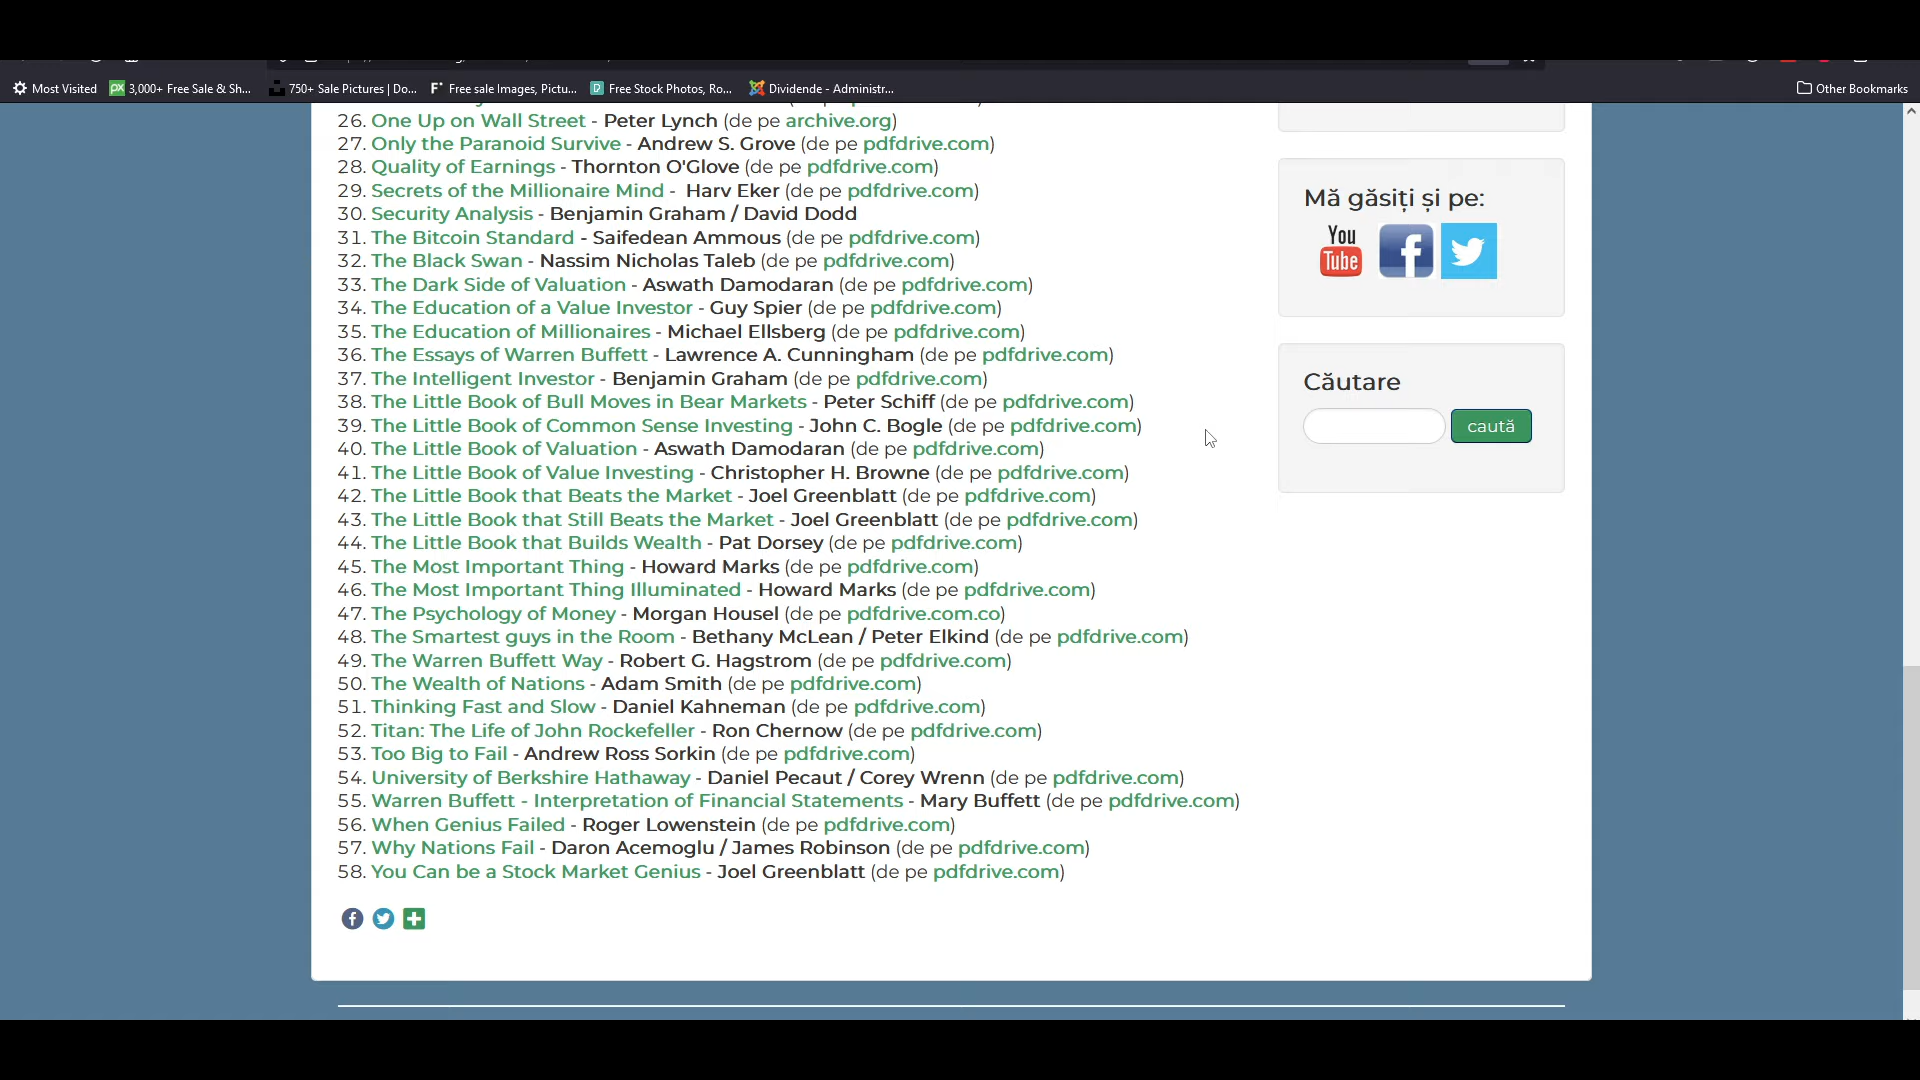 Most Visited
3,000+ Free Sale & Sh...
750+ Sale Pictures | Do...
Free sale Images, Pictu...
Free Stock Photos, Ro...
Dividende - Administr...
Other Bookmarks
26. One Up on Wall Street - Peter Lynch (de pe archive.org)
27. Only the Paranoid Survive - Andrew S. Grove (de pe pdfdrive.com)
28. Quality of Earnings - Thornton O'Glove (de pe pdfdrive.com)
29. Secrets of the Millionaire Mind - Harv Eker (de pe pdfdrive.com)
30. Security Analysis - Benjamin Graham / David Dodd
31. The Bitcoin Standard - Saifedean Ammous (de pe pdfdrive.com)
32. The Black Swan - Nassim Nicholas Taleb (de pe pdfdrive.com)
33. The Dark Side of Valuation - Aswath Damodaran (de pe pdfdrive.com)
34. The Education of a Value Investor - Guy Spier (de pe pdfdrive.com)
35. The Education of Millionaires - Michael Ellsberg (de pe pdfdrive.com)
36. The Essays of Warren Buffett - Lawrence A. Cunningham (de pe pdfdrive.com)
37. The Intelligent Investor - Benjamin Graham (de pe pdfdrive.com)
38. The Little Book of Bull Moves in Bear Markets - Peter Schiff (de pe pdfdrive.com)
39. The Little Book of Common Sense Investing - John C. Bogle (de pe pdfdrive.com)
40. The Little Book of Valuation - Aswath Damodaran (de pe pdfdrive.com)
41. The Little Book of Value Investing - Christopher H. Browne (de pe pdfdrive.com)
42. The Little Book that Beats the Market - Joel Greenblatt (de pe pdfdrive.com)
43. The Little Book that Still Beats the Market - Joel Greenblatt (de pe pdfdrive.com)
44. The Little Book that Builds Wealth - Pat Dorsey (de pe pdfdrive.com)
45. The Most Important Thing - Howard Marks (de pe pdfdrive.com)
46. The Most Important Thing Illuminated - Howard Marks (de pe pdfdrive.com)
47. The Psychology of Money - Morgan Housel (de pe pdfdrive.com.co)
48. The Smartest guys in the Room - Bethany McLean / Peter Elkind (de pe pdfdrive.com)
49. The Warren Buffett Way - Robert G. Hagstrom (de pe pdfdrive.com)
50. The Wealth of Nations - Adam Smith (de pe pdfdrive.com)
51. Thinking Fast and Slow - Daniel Kahneman (de pe pdfdrive.com)
52. Titan: The Life of John Rockefeller - Ron Chernow (de pe pdfdrive.com)
53. Too Big to Fail - Andrew Ross Sorkin (de pe pdfdrive.com)
54. University of Berkshire Hathaway - Daniel Pecaut / Corey Wrenn (de pe pdfdrive.com)
55. Warren Buffett - Interpretation of Financial Statements - Mary Buffett (de pe pdfdrive.com)
56. When Genius Failed - Roger Lowenstein (de pe pdfdrive.com)
57. Why Nations Fail - Daron Acemoglu / James Robinson (de pe pdfdrive.com)
58. You Can be a Stock Market Genius - Joel Greenblatt (de pe pdfdrive.com)
Mă găsiți și pe:
You
Tube
Căutare
caută